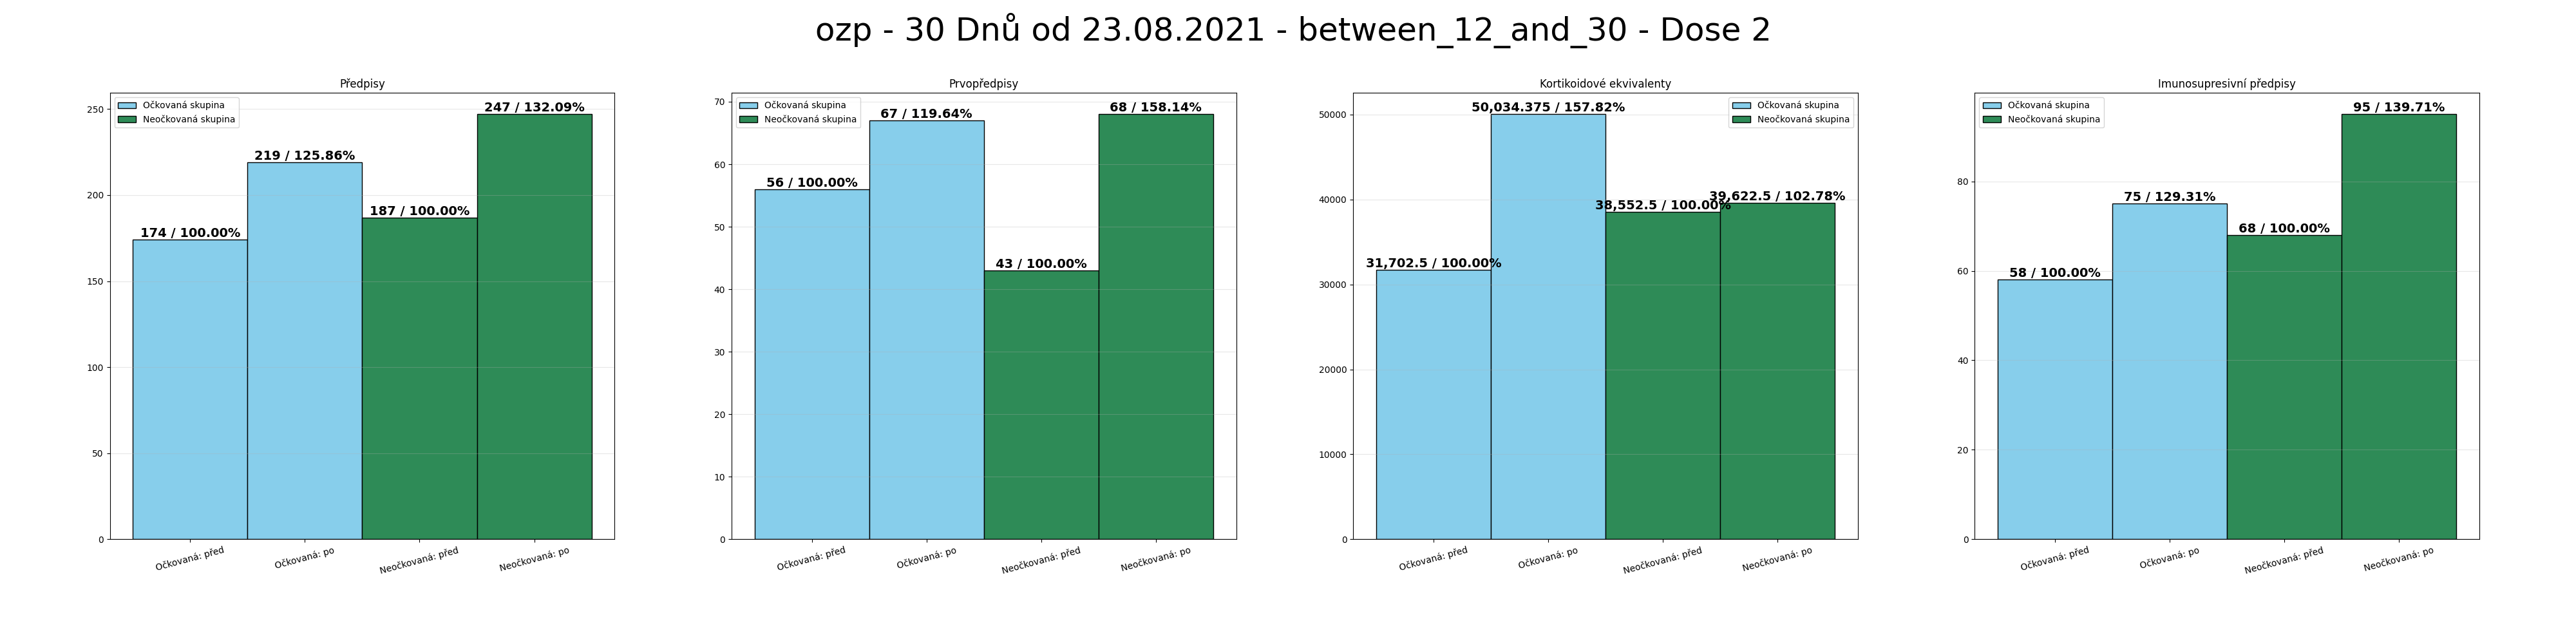 ozp - 30 Dnů od 23.08.2021 - between_12_and_30 - Dose 2
Předpisy
Očkovaná skupina
Neočkovaná skupina
174 / 100.00%
219 / 125.86%
187 / 100.00%
247 / 132.09%
0
50
100
150
200
250
Očkovaná: před
Očkovaná: po
Neočkovaná: před
Neočkovaná: po
Prvopředpisy
Očkovaná skupina
Neočkovaná skupina
56 / 100.00%
67 / 119.64%
43 / 100.00%
68 / 158.14%
0
10
20
30
40
50
60
70
Očkovaná: před
Očkovaná: po
Neočkovaná: před
Neočkovaná: po
Kortikoidové ekvivalenty
Očkovaná skupina
Neočkovaná skupina
31,702.5 / 100.00%
50,034.375 / 157.82%
38,552.5 / 100.00%
39,622.5 / 102.78%
0
10000
20000
30000
40000
50000
Očkovaná: před
Očkovaná: po
Neočkovaná: před
Neočkovaná: po
Imunosupresivní předpisy
Očkovaná skupina
Neočkovaná skupina
58 / 100.00%
75 / 129.31%
68 / 100.00%
95 / 139.71%
0
20
40
60
80
Očkovaná: před
Očkovaná: po
Neočkovaná: před
Neočkovaná: po